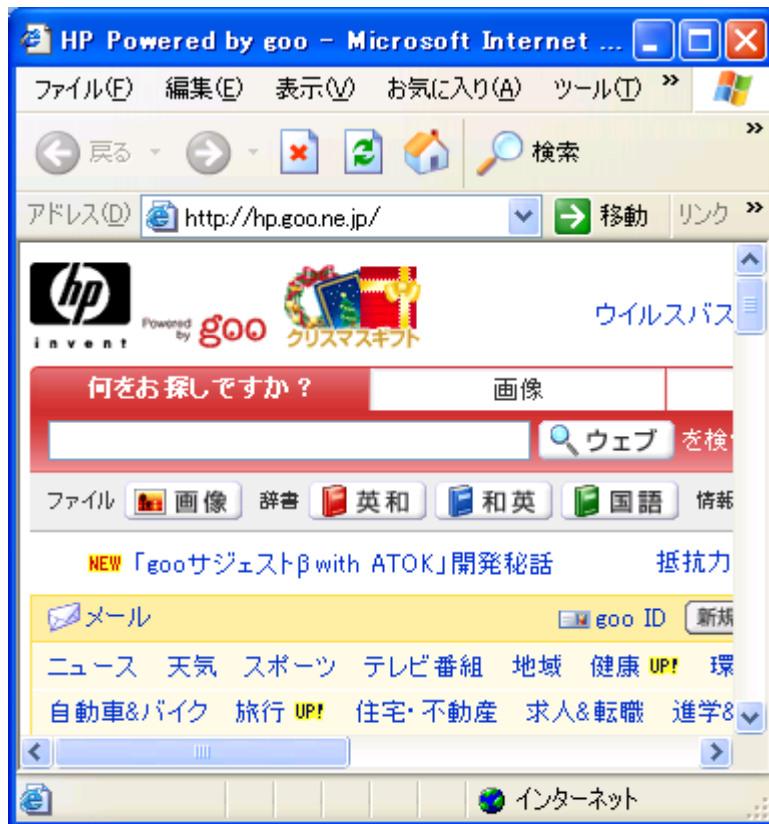 HP Powered by goo - Microsoft Internet ...
ファイル(F) 編集(E) 表示(V) お気に入り(A) ツール(T) »
戻る 検索 »
アドレス(D) http://hp.goo.ne.jp/ 移動 リンク »
hp invent Powered by goo クリスマスギフト ウイルスバス
何をお探しですか？ 画像
ウェブ を検
ファイル 画像 辞書 英和 和英 国語 情報
NEW 「gooサジェストβ with ATOK」開発秘話 抵抗力
メール goo ID 新規
ニュース 天気 スポーツ テレビ番組 地域 健康 UP! 環
自動車&バイク 旅行 UP! 住宅・不動産 求人&転職 進学&
インターネット